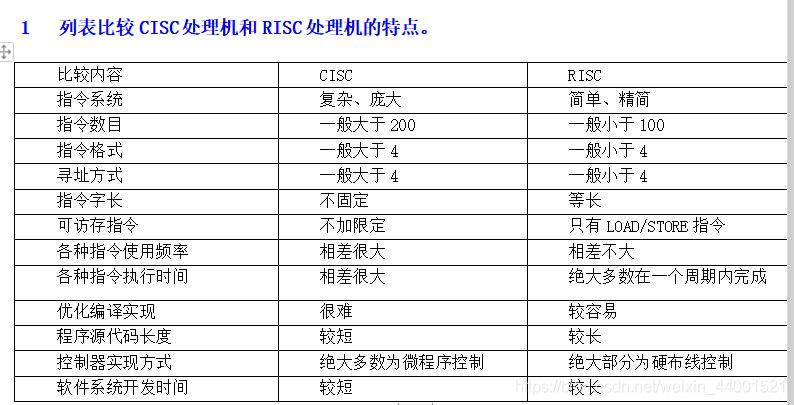 1 列表比较 CISC 处理机和 RISC 处理机的特点。
比较内容 CISC RISC
指令系统 复杂、庞大 简单、精简
指令数目 一般大于 200 一般小于 100
指令格式 一般大于 4 一般小于 4
寻址方式 一般大于 4 一般小于 4
指令字长 不固定 等长
可访存指令 不加限定 只有 LOAD/STORE 指令
各种指令使用频率 相差很大 相差不大
各种指令执行时间 相差很大 绝大多数在一个周期内完成
优化编译实现 很难 较容易
程序源代码长度 较短 较长
控制器实现方式 绝大多数为微程序控制 绝大部分为硬布线控制
软件系统开发时间 较短 较长
https://blog.csdn.net/weixin_44001521